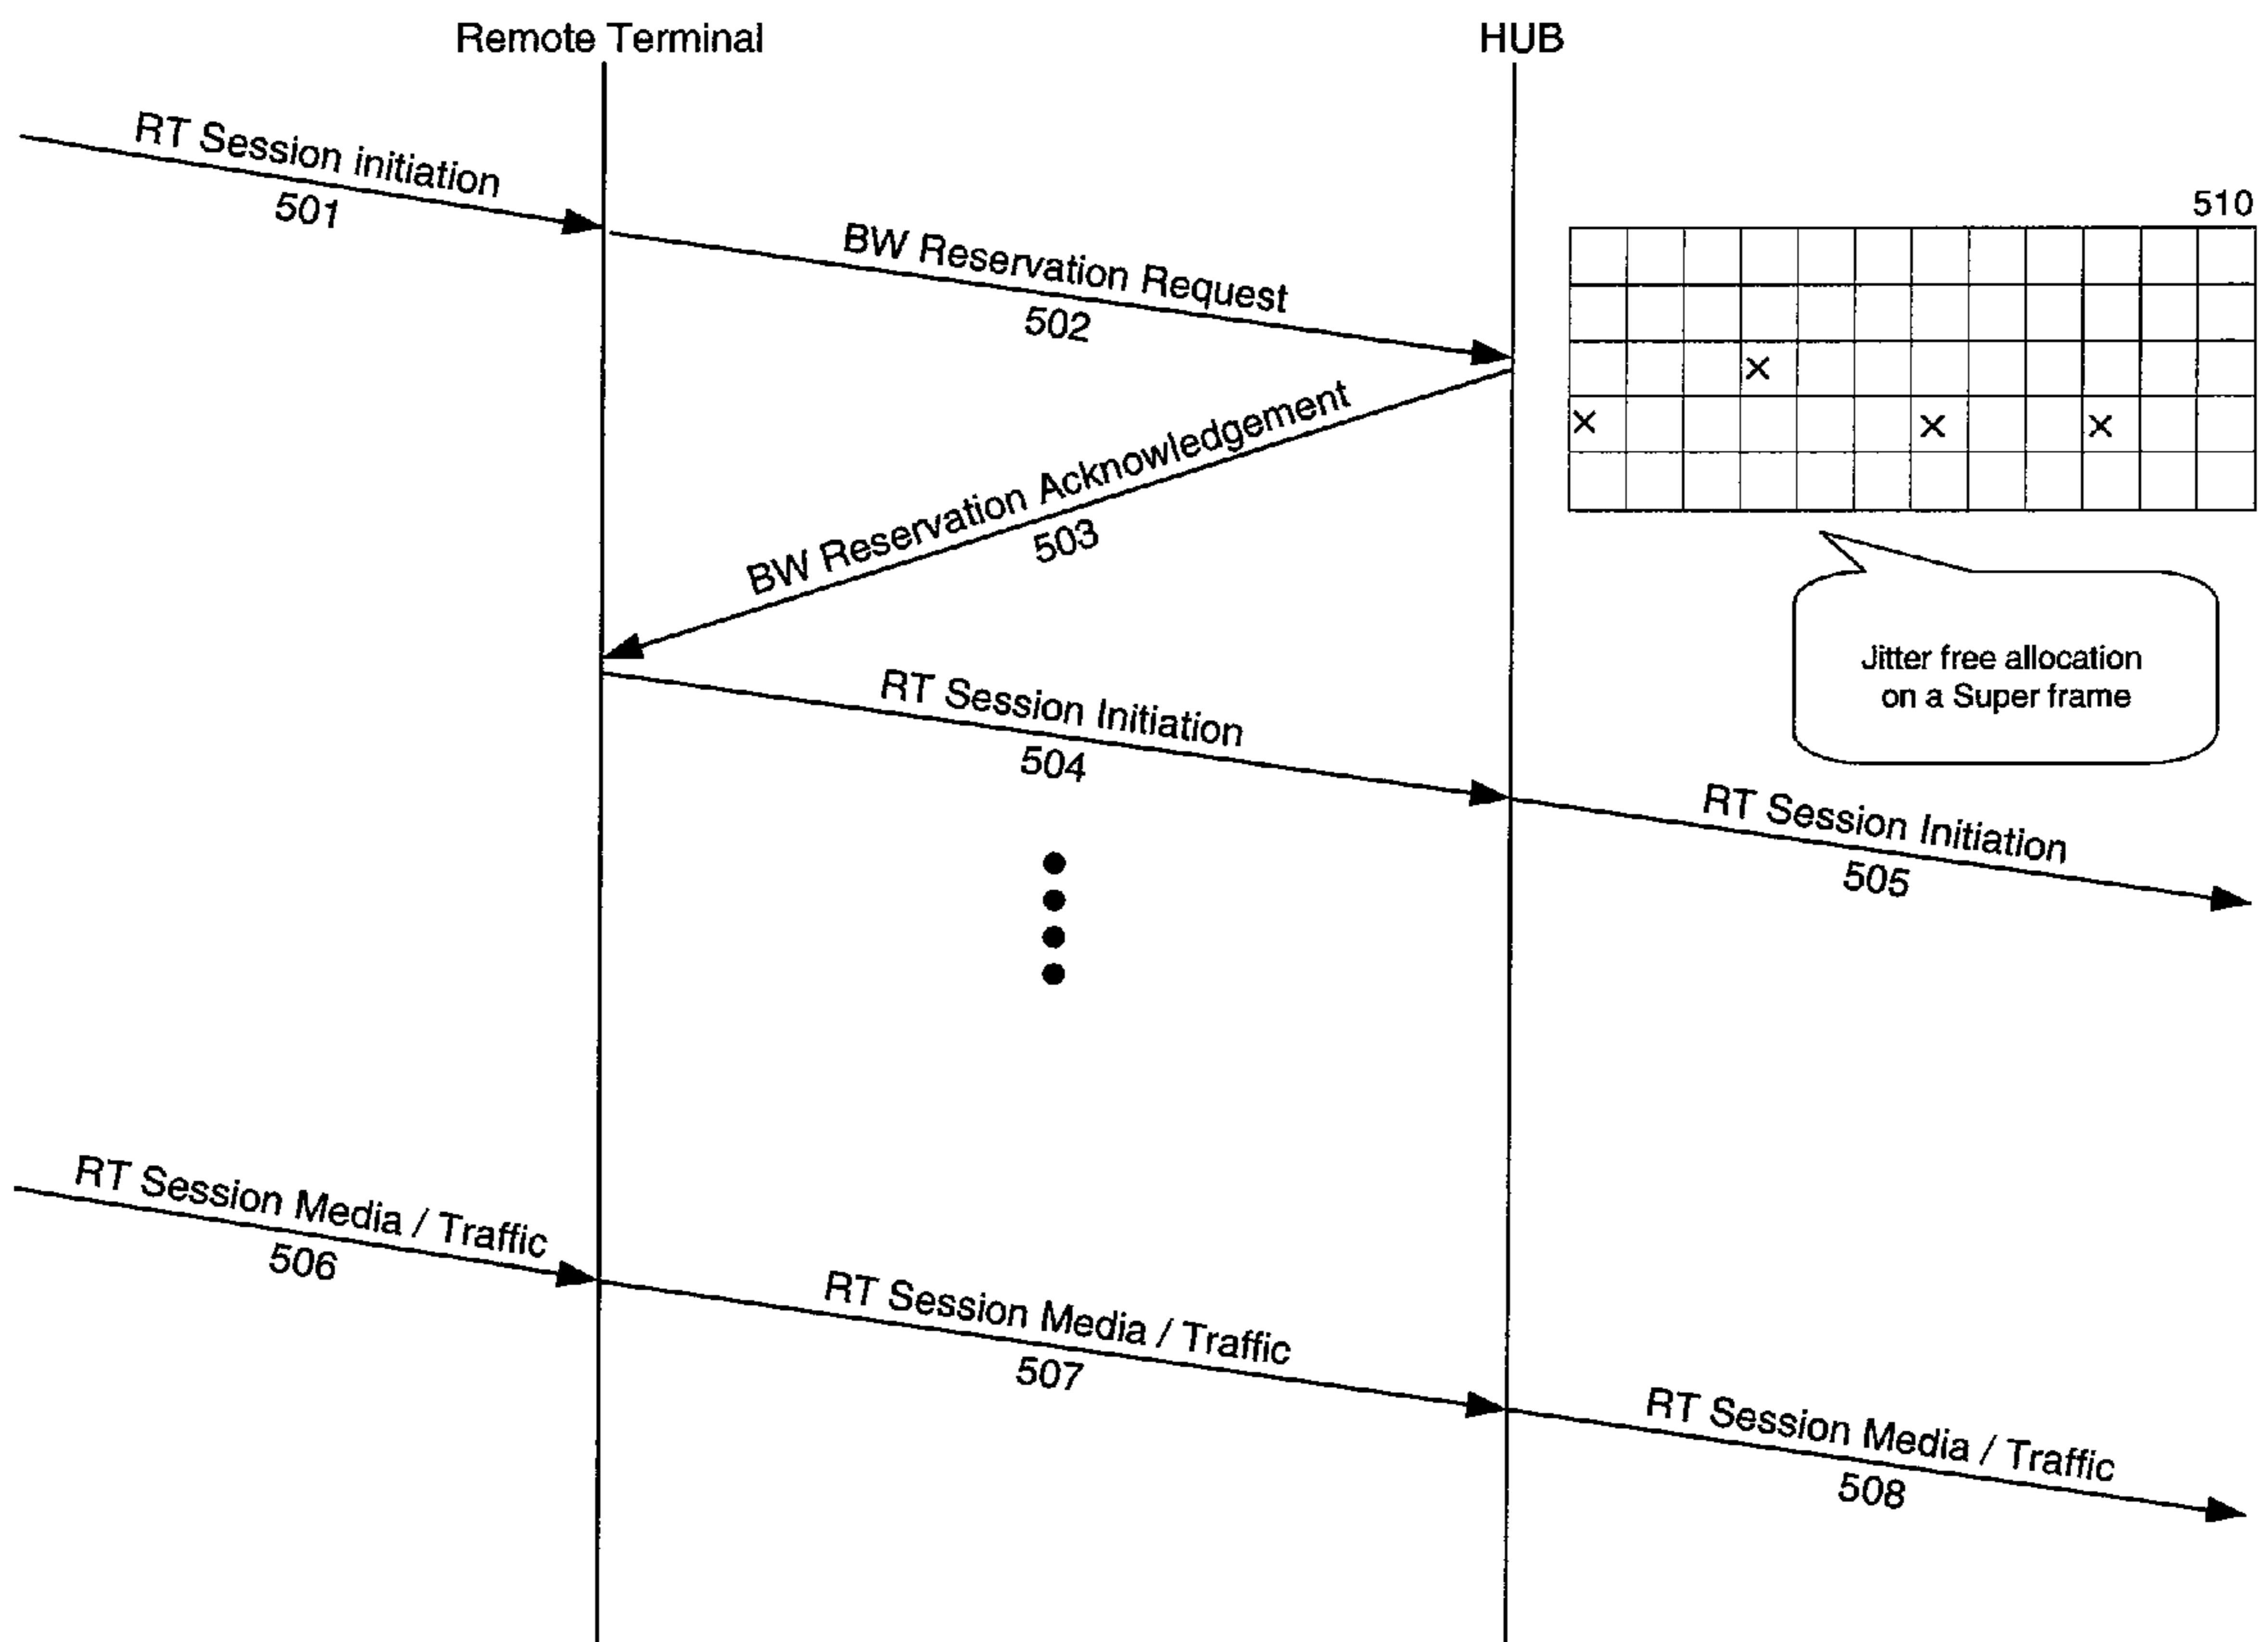 Remote Terminal
HUB
RT Session initiation
501
BW Reservation Request
502
510
×
×
×
×
BW Reservation Acknowledgement
503
Jitter free allocation
on a Super frame
RT Session Initiation
504
RT Session Initiation
505
RT Session Media / Traffic
506
RT Session Media / Traffic
507
RT Session Media / Traffic
508